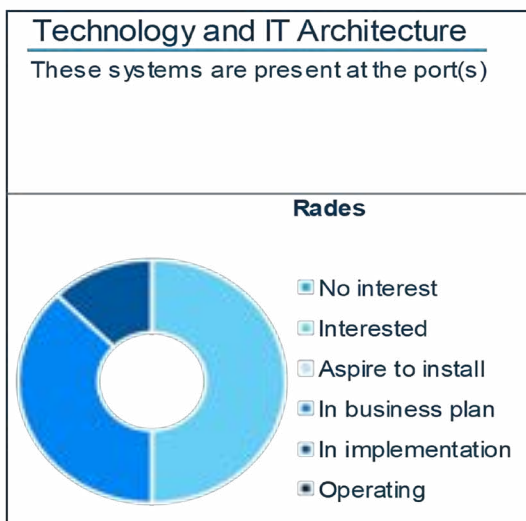 Technology and IT Architecture
These systems are present at the port(s)
Rades
No interest
Interested
Aspire to install
In business plan
In implementation
Operating